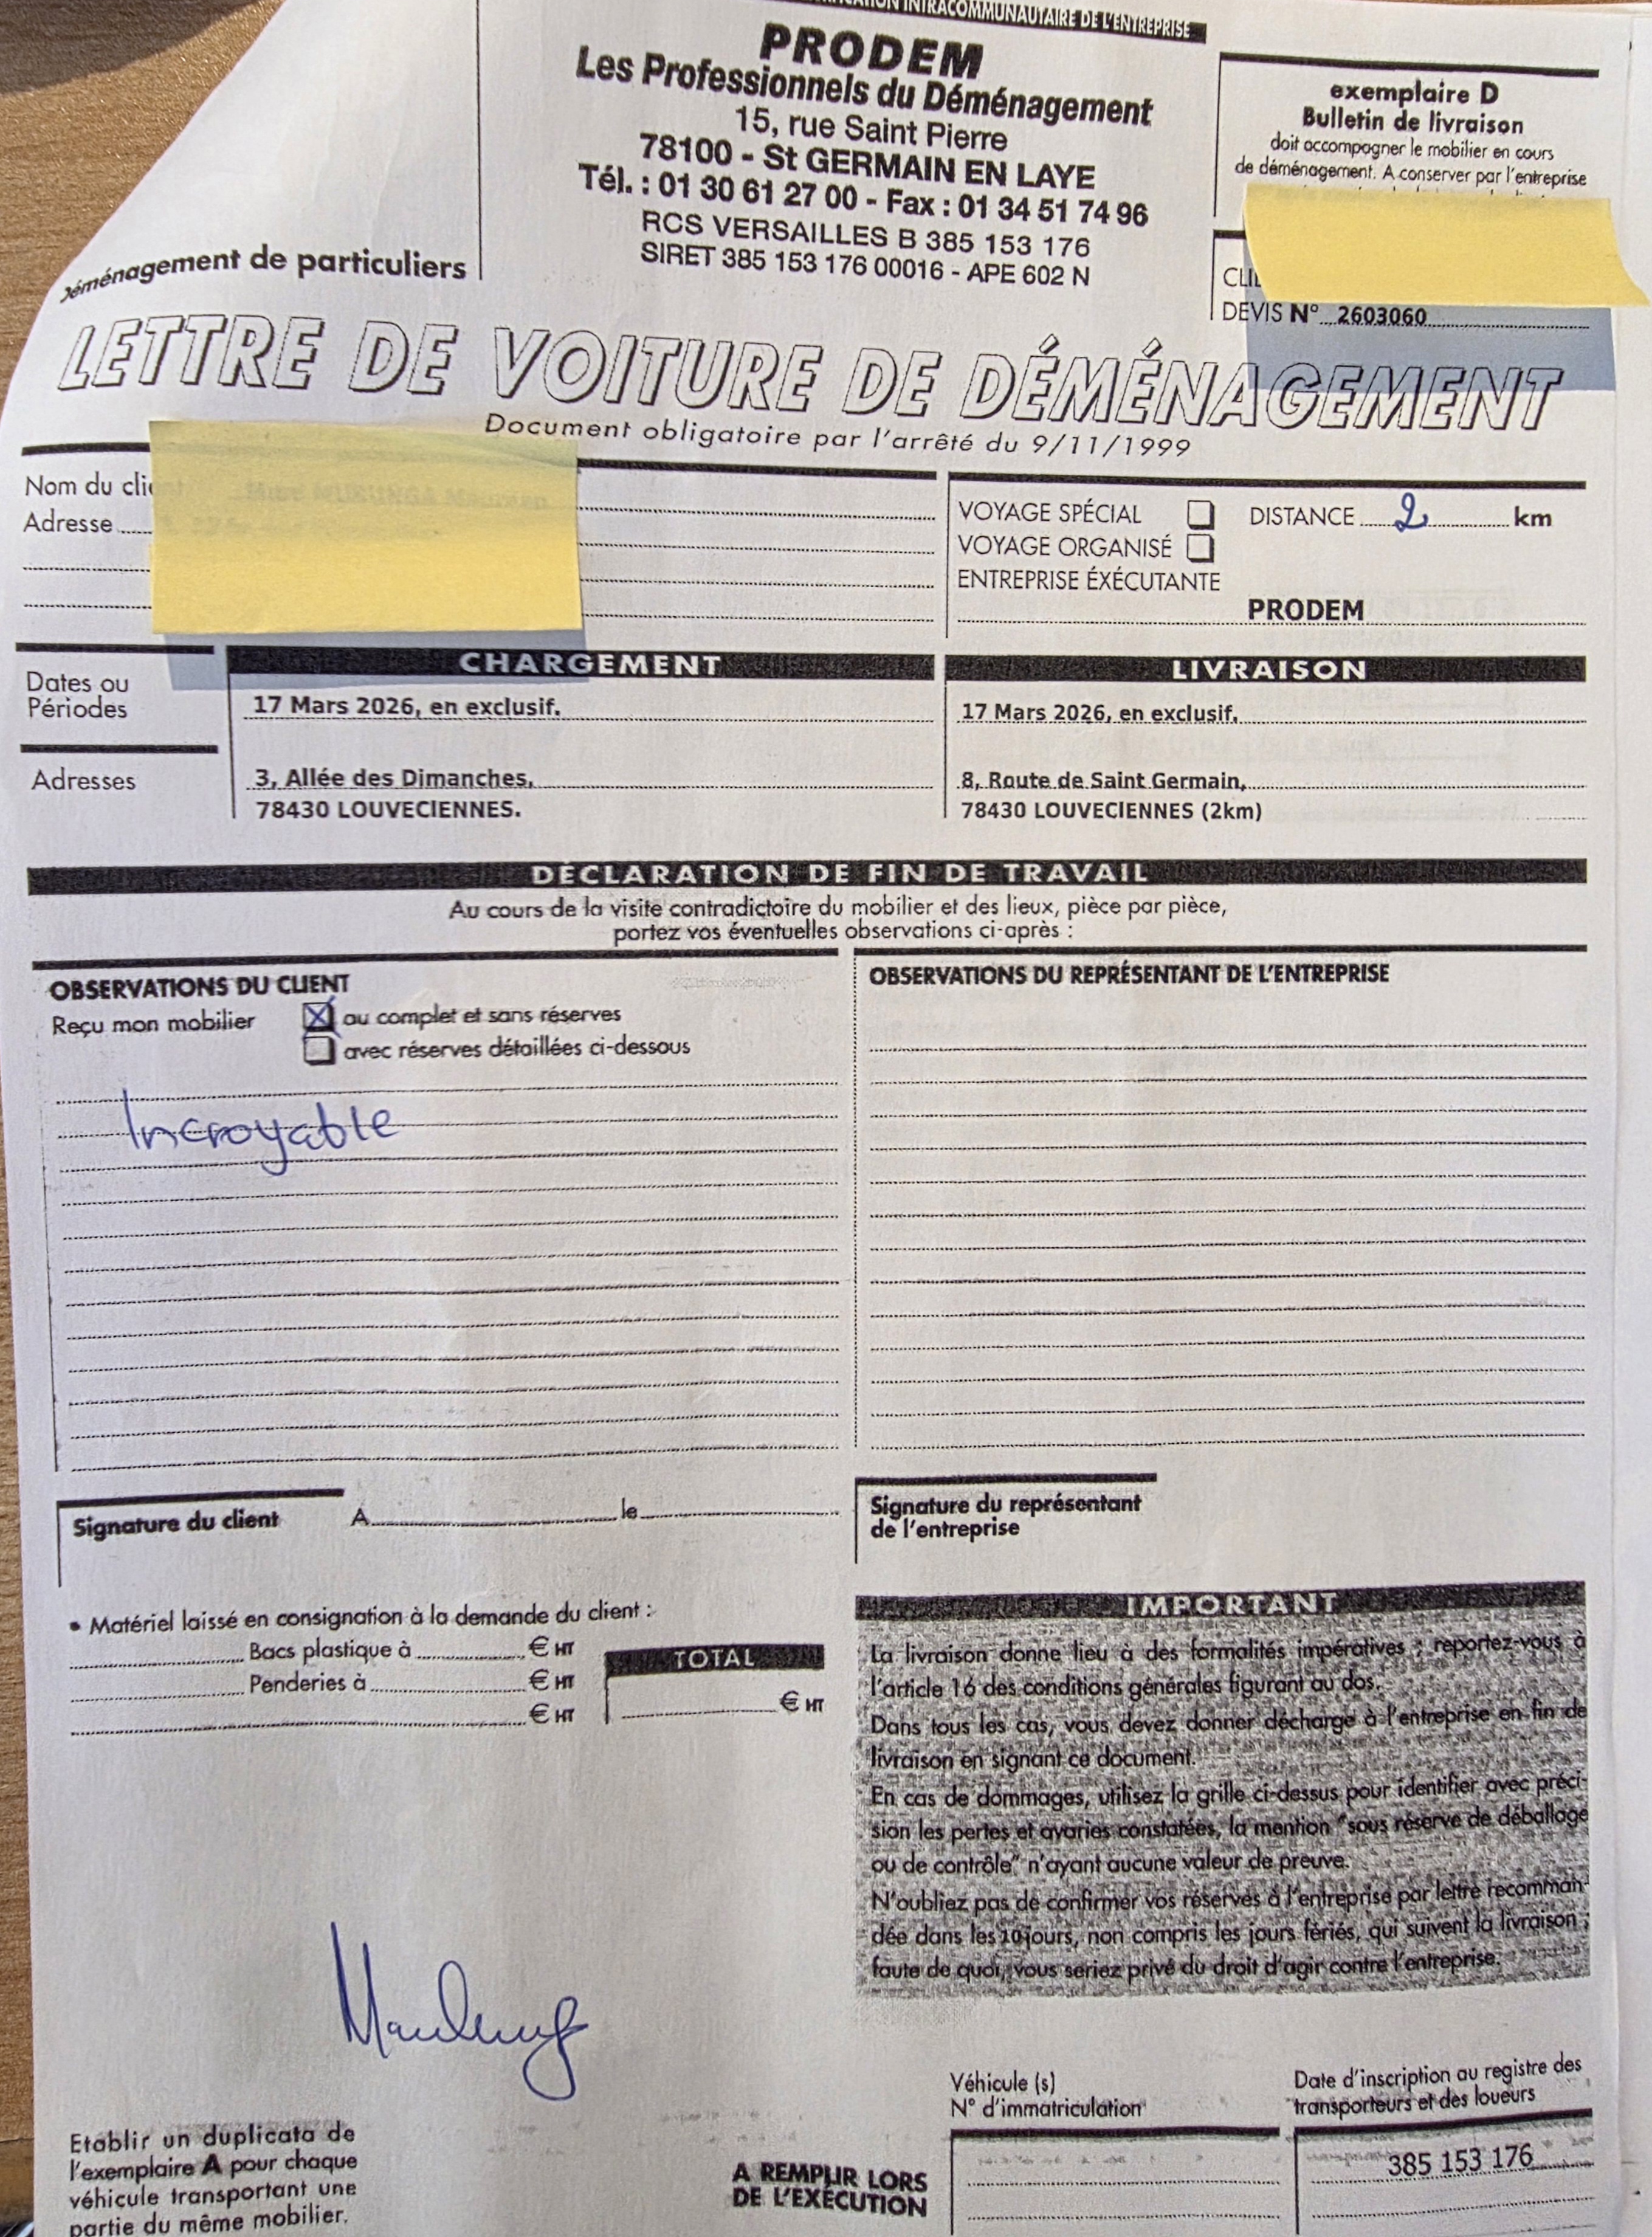 INTRACOMMUNAUTAIRE DE L'ENTREPRISE
PRODEM
Les Professionnels du Déménagement
15, rue Saint Pierre
78100 - St GERMAIN EN LAYE
Tél. : 01 30 61 27 00 - Fax : 01 34 51 74 96
RCS VERSAILLES B 385 153 176
SIRET 385 153 176 00016 - APE 602 N
exemplaire D
Bulletin de livraison
doit accompagner le mobilier en cours
de déménagement. A conserver par l'entreprise
Déménagement de particuliers
DEVIS N° 2603060
LETTRE DE VOITURE DE DÉMÉNAGEMENT
Document obligatoire par l'arrêté du 9/11/1999
Nom du
Adresse
VOYAGE SPÉCIAL DISTANCE 2 km
VOYAGE ORGANISÉ
ENTREPRISE ÉXÉCUTANTE
PRODEM
CHARGEMENT
LIVRAISON
Dates ou
Périodes
17 Mars 2026, en exclusif.
17 Mars 2026, en exclusif.
Adresses
3, Allée des Dimanches,
78430 LOUVECIENNES.
8, Route de Saint Germain,
78430 LOUVECIENNES (2km)
DÉCLARATION DE FIN DE TRAVAIL
Au cours de la visite contradictoire du mobilier et des lieux, pièce par pièce,
portez vos éventuelles observations ci-après :
OBSERVATIONS DU CLIENT
Reçu mon mobilier au complet et sans réserves
avec réserves détaillées ci-dessous
Incroyable
OBSERVATIONS DU REPRÉSENTANT DE L'ENTREPRISE
Signature du client A le
Signature du représentant
de l'entreprise
• Matériel laissé en consignation à la demande du client :
Bacs plastique à € HT
Penderies à € HT
€ HT
TOTAL
€ HT
IMPORTANT
La livraison donne lieu à des formalités impératives ; reportez-vous à
l'article 16 des conditions générales figurant au dos.
Dans tous les cas, vous devez donner décharge à l'entreprise en fin de
livraison en signant ce document.
En cas de dommages, utilisez la grille ci-dessus pour identifier avec préci-
sion les pertes et avaries constatées, la mention "sous réserve de déballage
ou de contrôle" n'ayant aucune valeur de preuve.
N'oubliez pas de confirmer vos réserves à l'entreprise par lettre recomman-
dée dans les 10 jours, non compris les jours fériés, qui suivent la livraison ;
faute de quoi, vous seriez privé du droit d'agir contre l'entreprise.
Etablir un duplicata de
l'exemplaire A pour chaque
véhicule transportant une
partie du même mobilier.
A REMPLIR LORS
DE L'EXÉCUTION
Véhicule (s)
N° d'immatriculation
Date d'inscription au registre des
transporteurs et des loueurs
385 153 176